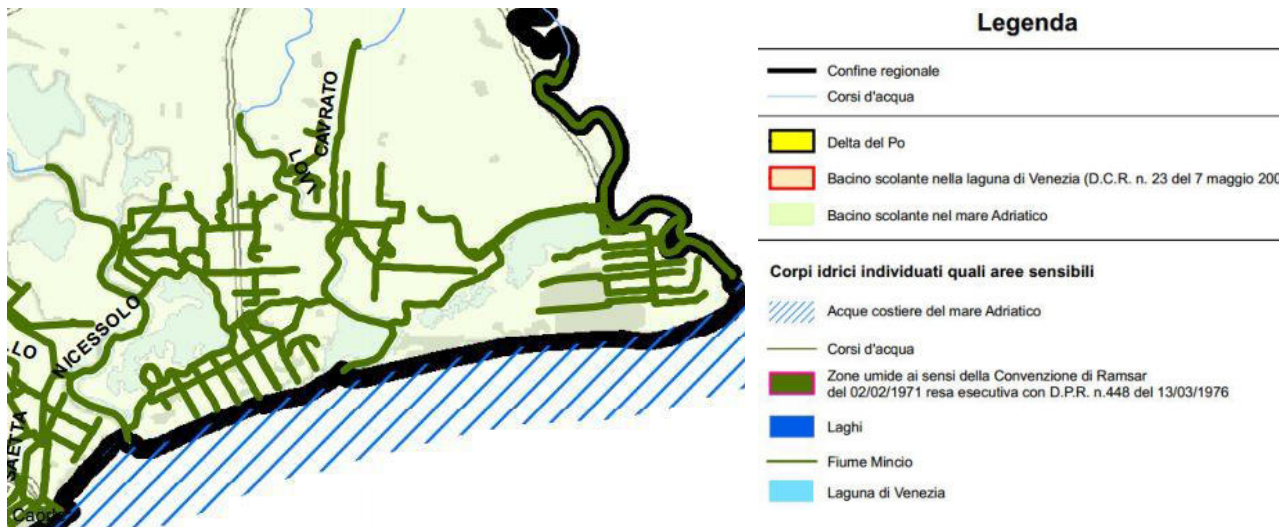 CAVRATO
LOVI
NICESSOLO
LO
SAETTA
Caorle
Legenda
Confine regionale
Corsi d'acqua
Delta del Po
Bacino scolante nella laguna di Venezia (D.C.R. n. 23 del 7 maggio 200
Bacino scolante nel mare Adriatico
Corpi idrici individuati quali aree sensibili
Acque costiere del mare Adriatico
Corsi d'acqua
Zone umide ai sensi della Convenzione di Ramsar
del 02/02/1971 resa esecutiva con D.P.R. n.448 del 13/03/1976
Laghi
Fiume Mincio
Laguna di Venezia